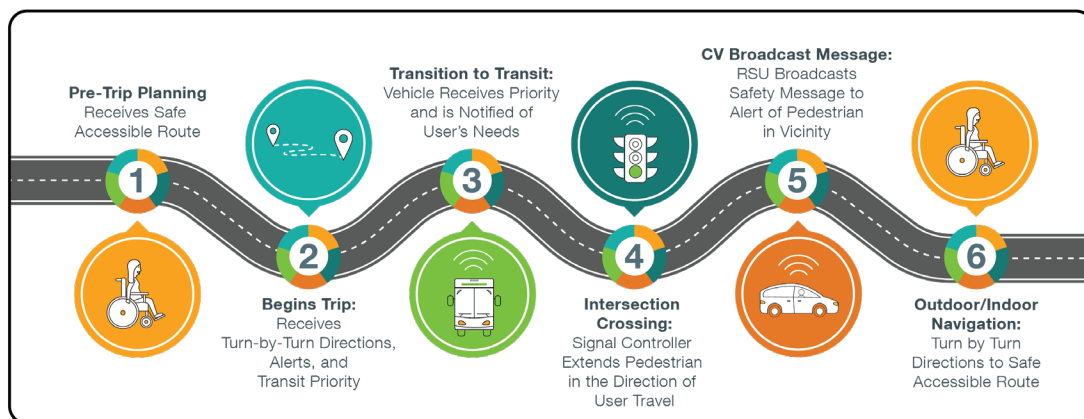 Pre-Trip Planning
Receives Safe
Accessible Route
1
2
Begins Trip:
Receives
Turn-by-Turn Directions,
Alerts, and
Transit Priority
Transition to Transit:
Vehicle Receives Priority
and is Notified of
User's Needs
3
4
Intersection
Crossing:
Signal Controller
Extends Pedestrian
in the Direction of
User Travel
CV Broadcast Message:
RSU Broadcasts
Safety Message to
Alert of Pedestrian
in Vicinity
5
6
Outdoor/Indoor
Navigation:
Turn by Turn
Directions to Safe
Accessible Route